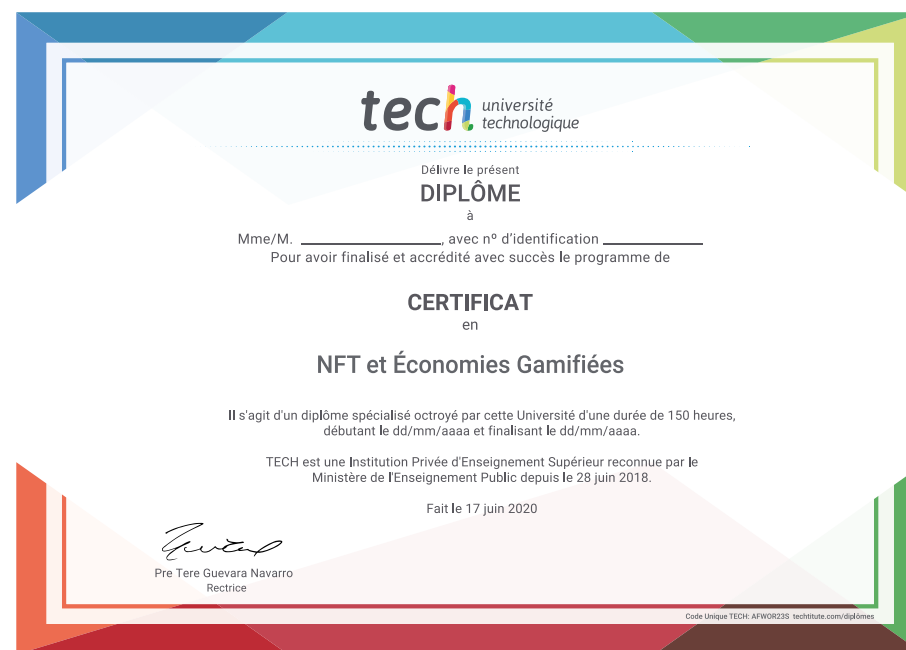 tech université
technologique
Délivre le présent
DIPLÔME
à
Mme/M. ____________________, avec nº d'identification ______________
Pour avoir finalisé et accrédité avec succès le programme de
CERTIFICAT
en
NFT et Économies Gamifiées
Il s'agit d'un diplôme spécialisé octroyé par cette Université d'une durée de 150 heures,
débutant le dd/mm/aaaa et finalisant le dd/mm/aaaa.
TECH est une Institution Privée d'Enseignement Supérieur reconnue par le
Ministère de l'Enseignement Public depuis le 28 juin 2018.
Fait le 17 juin 2020
Pre Tere Guevara Navarro
Rectrice
Code Unique TECH: AFWOR23S techtitute.com/diplômes